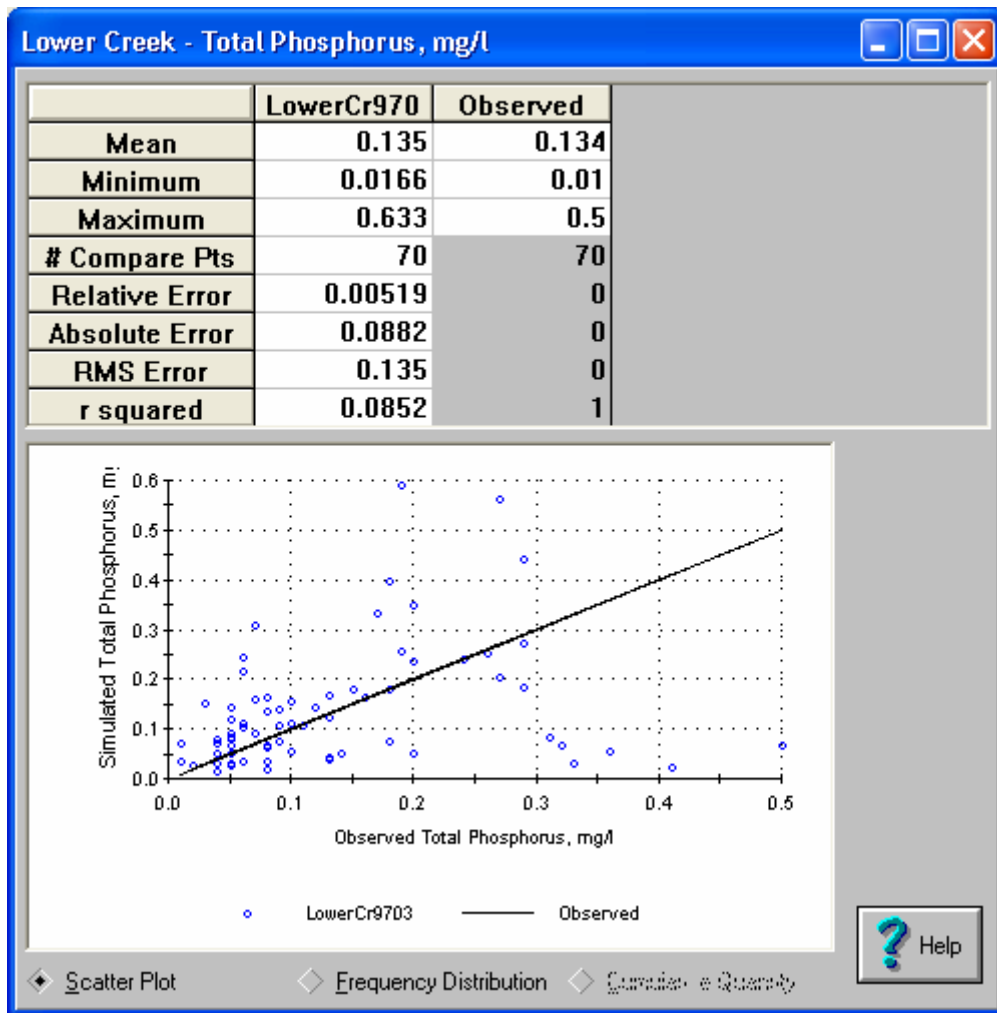 Lower Creek - Total Phosphorus, mg/l
LowerCr970 Observed
Mean 0.135 0.134
Minimum 0.0166 0.01
Maximum 0.633 0.5
# Compare Pts 70 70
Relative Error 0.00519 0
Absolute Error 0.0882 0
RMS Error 0.135 0
r squared 0.0852 1
Simulated Total Phosphorus, m
0.6
0.5
0.4
0.3
0.2
0.1
0.0
0.0 0.1 0.2 0.3 0.4 0.5
Observed Total Phosphorus, mg/l
LowerCr9703 Observed
Help
Scatter Plot Frequency Distribution